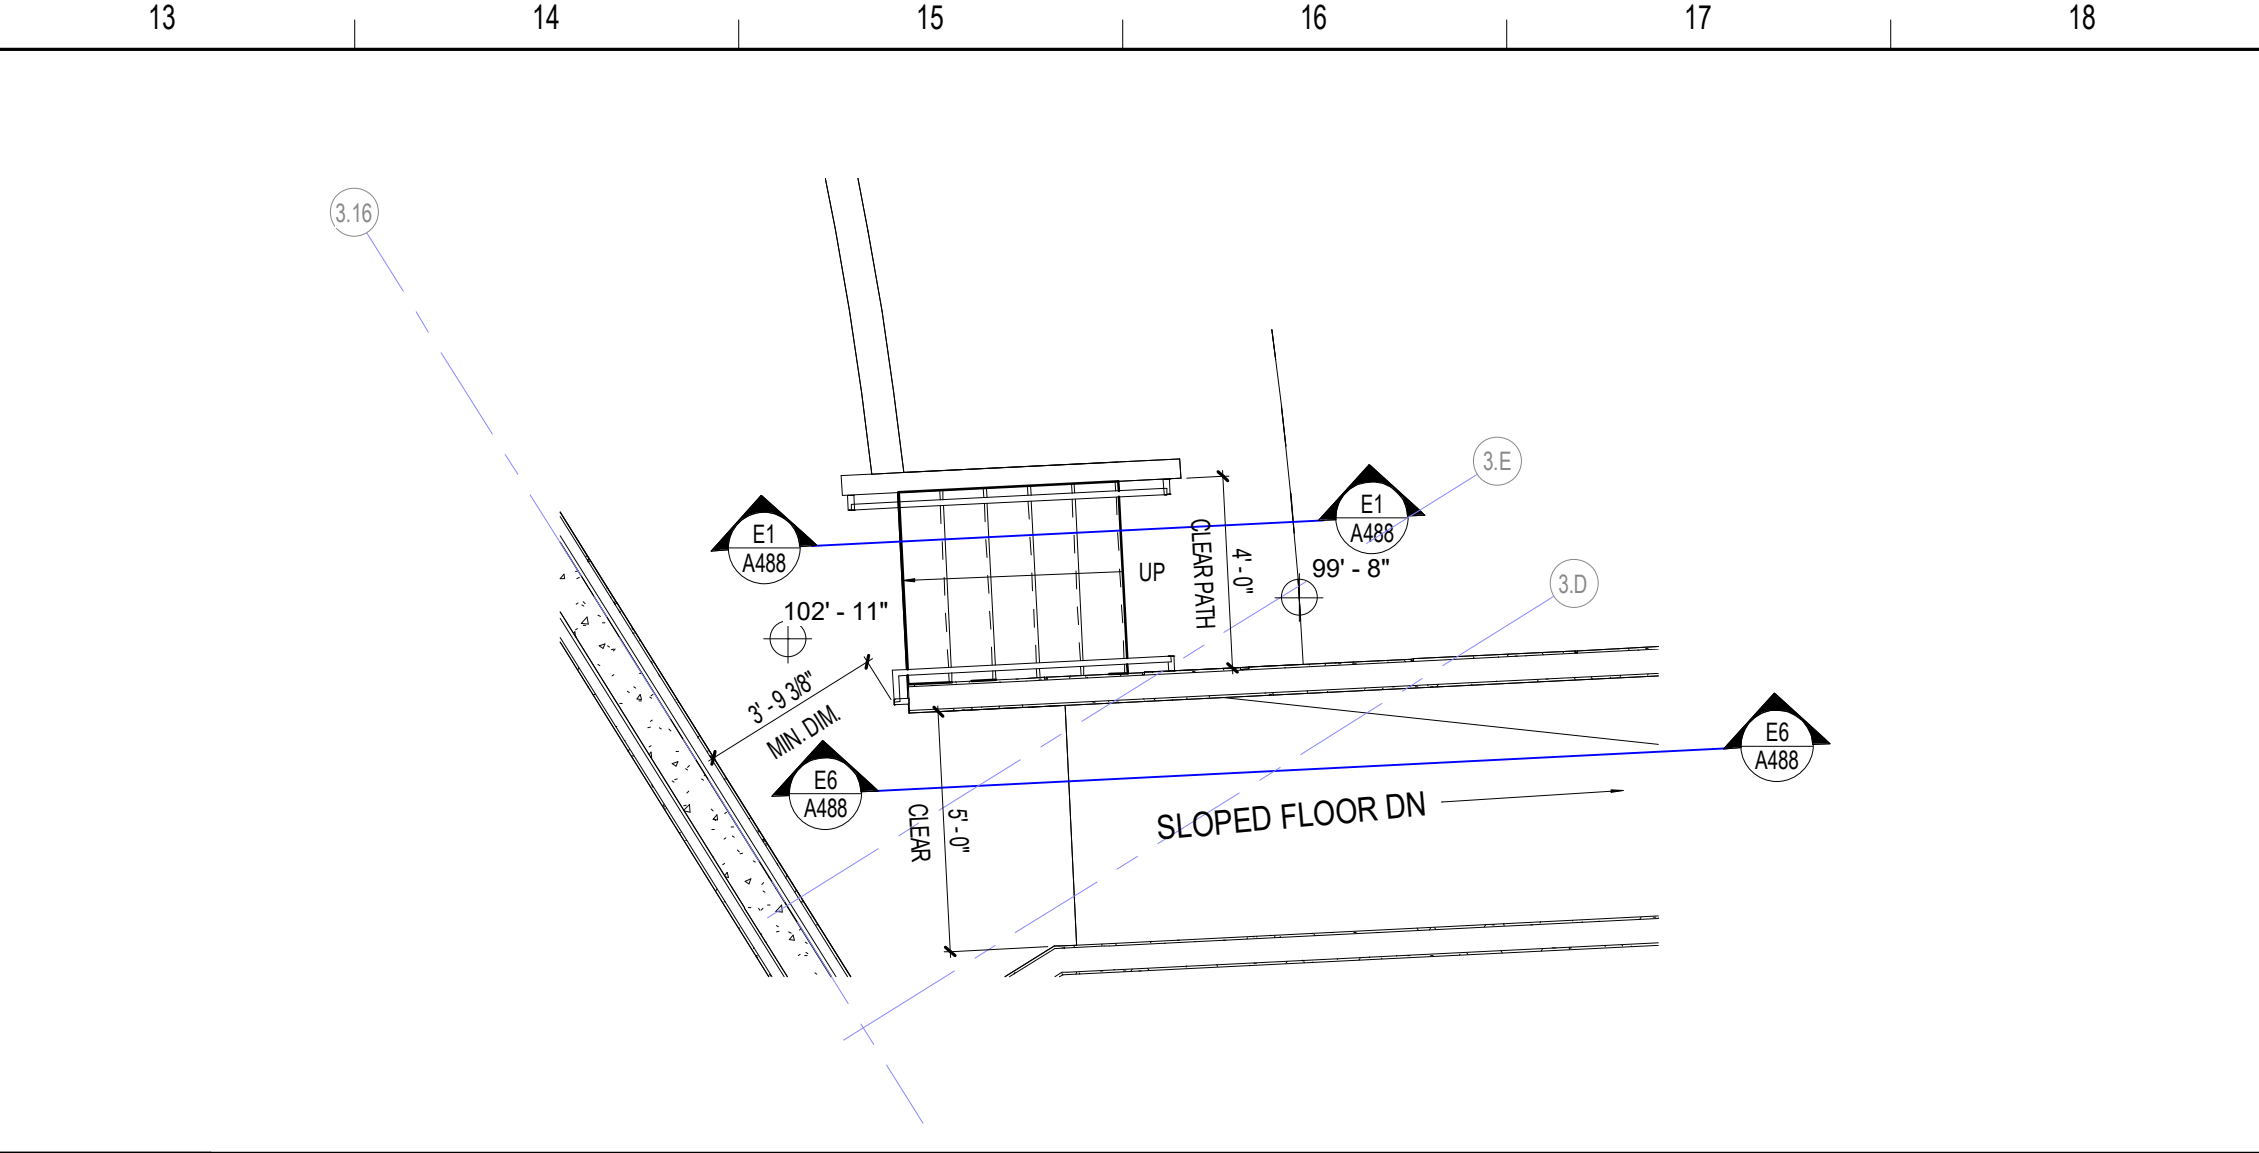 13
14
15
16
17
18
3.16
3.E
E1
A488
E1
A488
CLEAR PATH
4' - 0"
UP
99' - 8"
3.D
102' - 11"
3' - 9 3/8"
MIN. DIM.
E6
A488
E6
A488
CLEAR
5' - 0"
SLOPED FLOOR DN